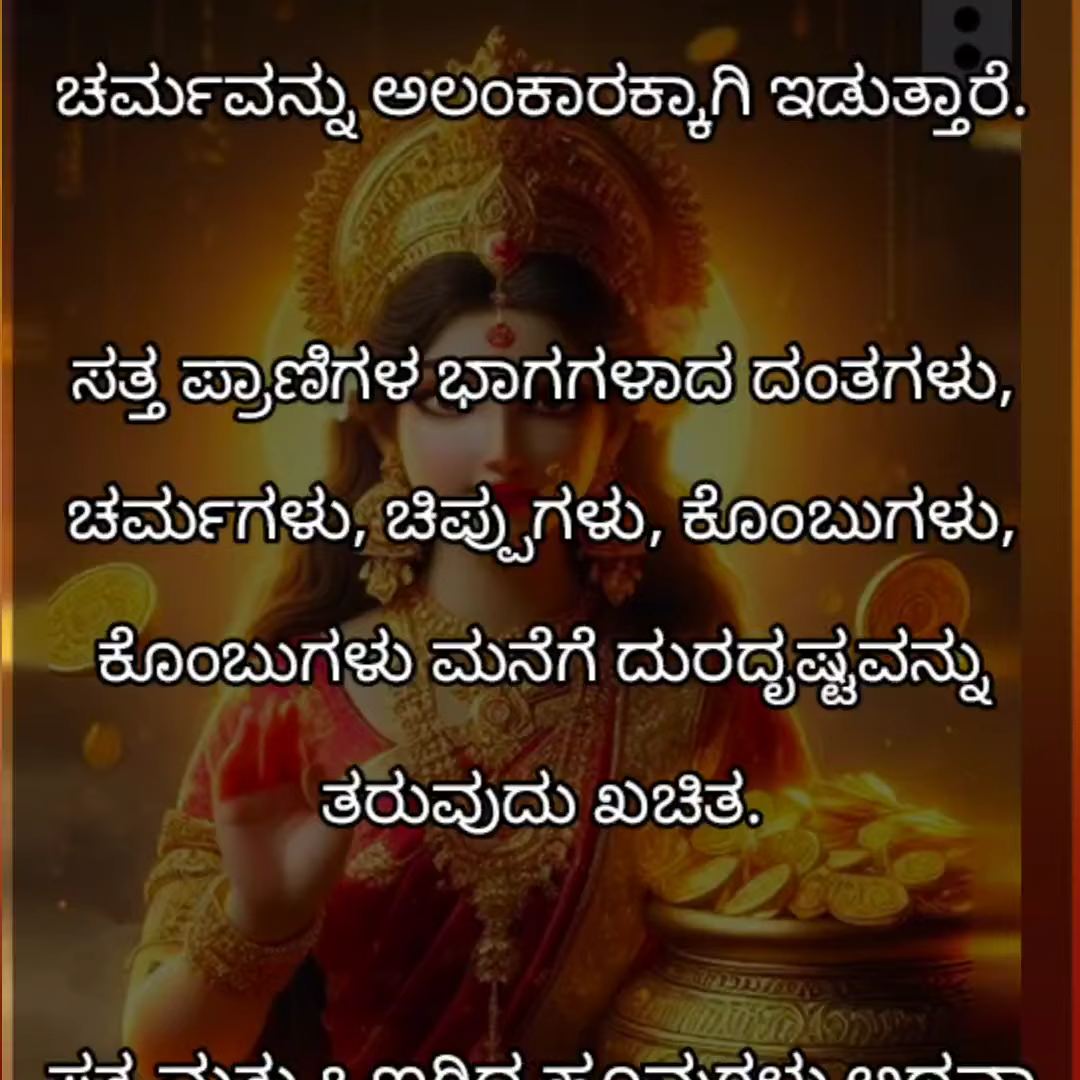 ಚರ್ಮವನ್ನು ಅಲಂಕಾರಕ್ಕಾಗಿ ಇಡುತ್ತಾರೆ.
ಸತ್ತ ಪ್ರಾಣಿಗಳ ಭಾಗಗಳಾದ ದಂತಗಳು,
ಚರ್ಮಗಳು, ಚಿಪ್ಪುಗಳು, ಕೊಂಬುಗಳು,
ಕೊಂಬುಗಳು ಮನೆಗೆ ದುರದೃಷ್ಟವನ್ನು
ತರುವುದು ಖಚಿತ.